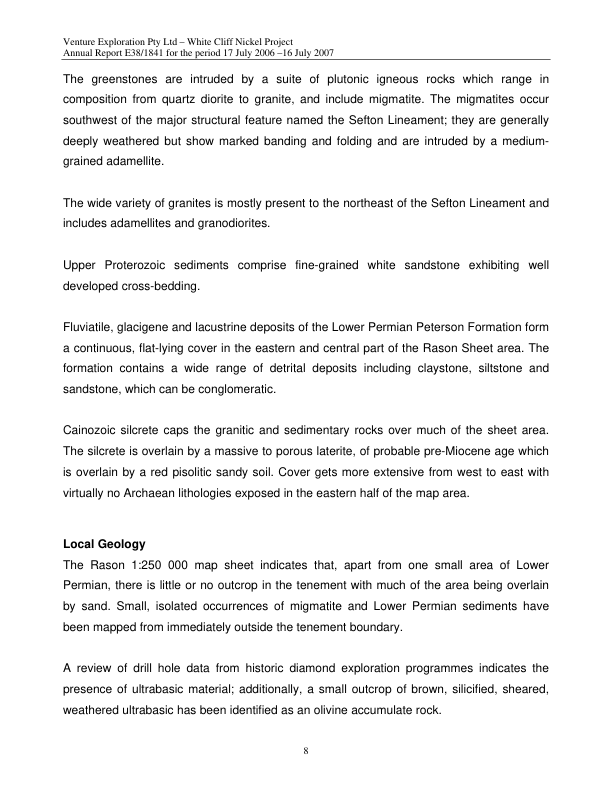 Venture Exploration Pty Ltd – White Cliff Nickel Project
Annual Report E38/1841 for the period 17 July 2006 –16 July 2007
The greenstones are intruded by a suite of plutonic igneous rocks which range in
composition from quartz diorite to granite, and include migmatite. The migmatites occur
southwest of the major structural feature named the Sefton Lineament; they are generally
deeply weathered but show marked banding and folding and are intruded by a medium-
grained adamellite.
The wide variety of granites is mostly present to the northeast of the Sefton Lineament and
includes adamellites and granodiorites.
Upper Proterozoic sediments comprise fine-grained white sandstone exhibiting well
developed cross-bedding.
Fluviatile, glacigene and lacustrine deposits of the Lower Permian Peterson Formation form
a continuous, flat-lying cover in the eastern and central part of the Rason Sheet area. The
formation contains a wide range of detrital deposits including claystone, siltstone and
sandstone, which can be conglomeratic.
Cainozoic silcrete caps the granitic and sedimentary rocks over much of the sheet area.
The silcrete is overlain by a massive to porous laterite, of probable pre-Miocene age which
is overlain by a red pisolitic sandy soil. Cover gets more extensive from west to east with
virtually no Archaean lithologies exposed in the eastern half of the map area.
Local Geology
The Rason 1:250 000 map sheet indicates that, apart from one small area of Lower
Permian, there is little or no outcrop in the tenement with much of the area being overlain
by sand. Small, isolated occurrences of migmatite and Lower Permian sediments have
been mapped from immediately outside the tenement boundary.
A review of drill hole data from historic diamond exploration programmes indicates the
presence of ultrabasic material; additionally, a small outcrop of brown, silicified, sheared,
weathered ultrabasic has been identified as an olivine accumulate rock.
8